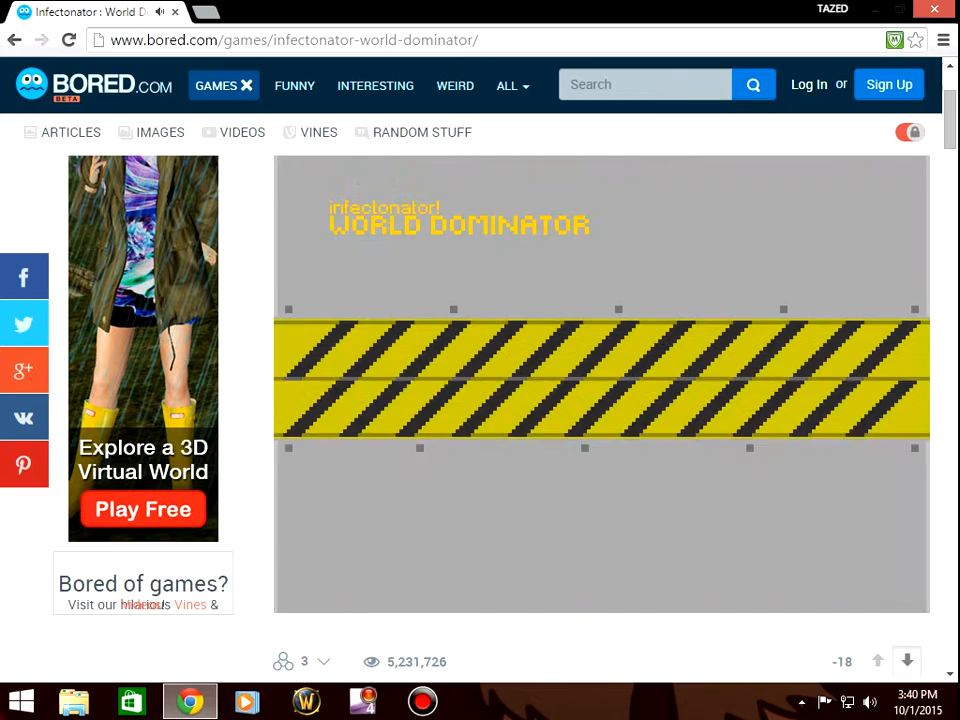 Infectonator : World D
TAZED
www.bored.com/games/infectonator-world-dominator/
BORED.COM
BETA
GAMES
FUNNY
INTERESTING
WEIRD
ALL
Search
Log In or Sign Up
ARTICLES
IMAGES
VIDEOS
VINES
RANDOM STUFF
infectonator!
WORLD DOMINATOR
Explore a 3D
Virtual World
Play Free
Bored of games?
Visit our Vines &
3
5,231,726
-18
3:40 PM
10/1/2015